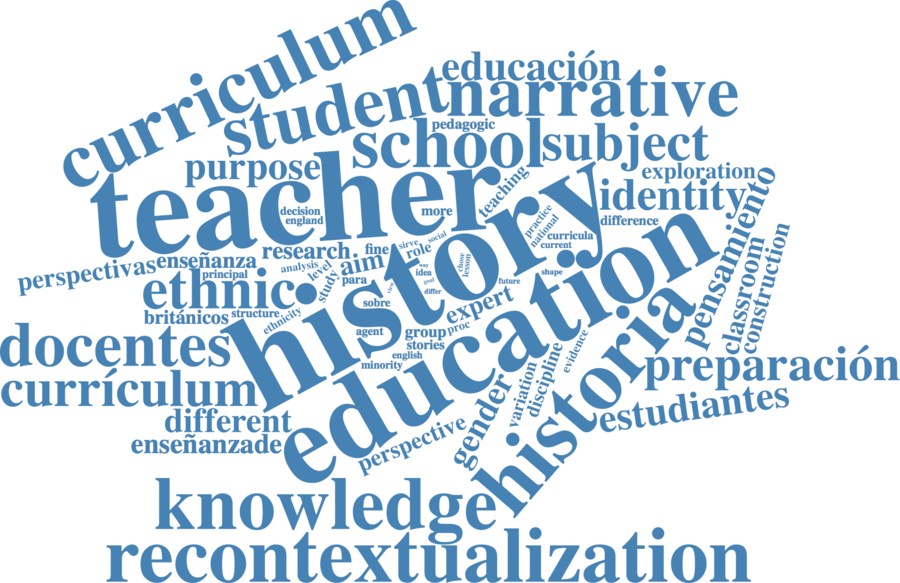 curriculum
educación
student
narrative
pedagogic
school
subject
purpose
exploration
teacher
teaching
identity
decision
england
more
practice
national
difference
pensamiento
history
curricula
current
perspectivas
enseñanza
research
fine
sirve
role
social
principal
analysis
level
study
aim
para
way
idea
goal
differ
view
chose
lesson
future
shape
ethnic
education
classroom
construction
británicos
structure
ethnicity
sobre
expert
agent
group
proc
stories
english
minority
docentes
historia
evidence
preparación
currículum
variation
discipline
gender
different
estudiantes
enseñanzade
perspective
knowledge
recontextualization